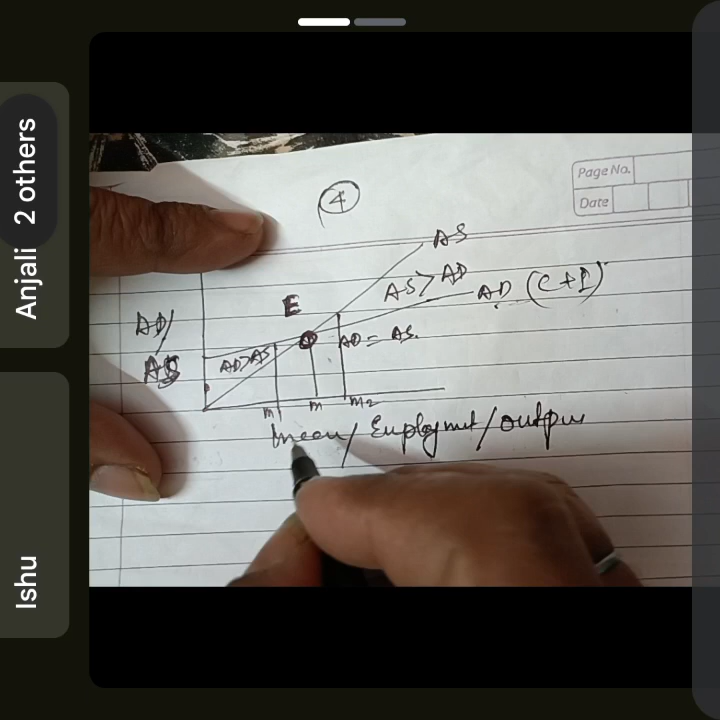 Anjali 2 others
Ishu
Page No.
Date
4
AS
AS > AD
AD (C+I)
E
AD/
AS
AD>AS
AD = AS.
M1 M M2
/ Employmnt/output